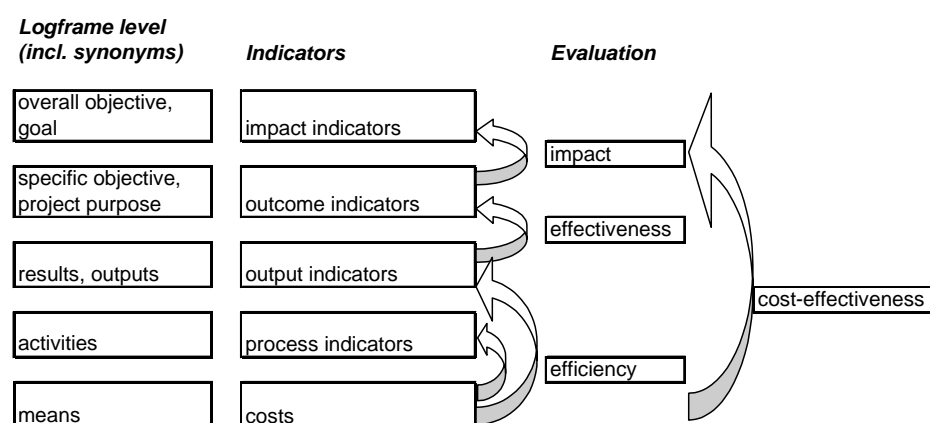 Logframe level
(incl. synonyms)
Indicators
Evaluation
overall objective,
goal
impact indicators
impact
specific objective,
project purpose
outcome indicators
effectiveness
results, outputs
output indicators
cost-effectiveness
activities
process indicators
efficiency
means
costs